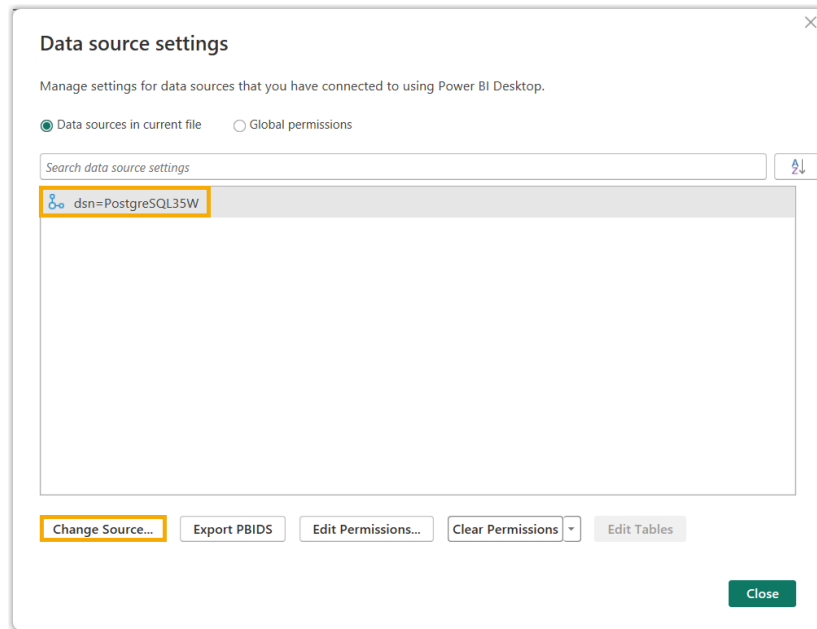 Data source settings
Manage settings for data sources that you have connected to using Power BI Desktop.
Data sources in current file
Global permissions
Search data source settings
A
Z
dsn=PostgreSQL35W
Change Source...
Export PBIDS
Edit Permissions...
Clear Permissions
Edit Tables
Close